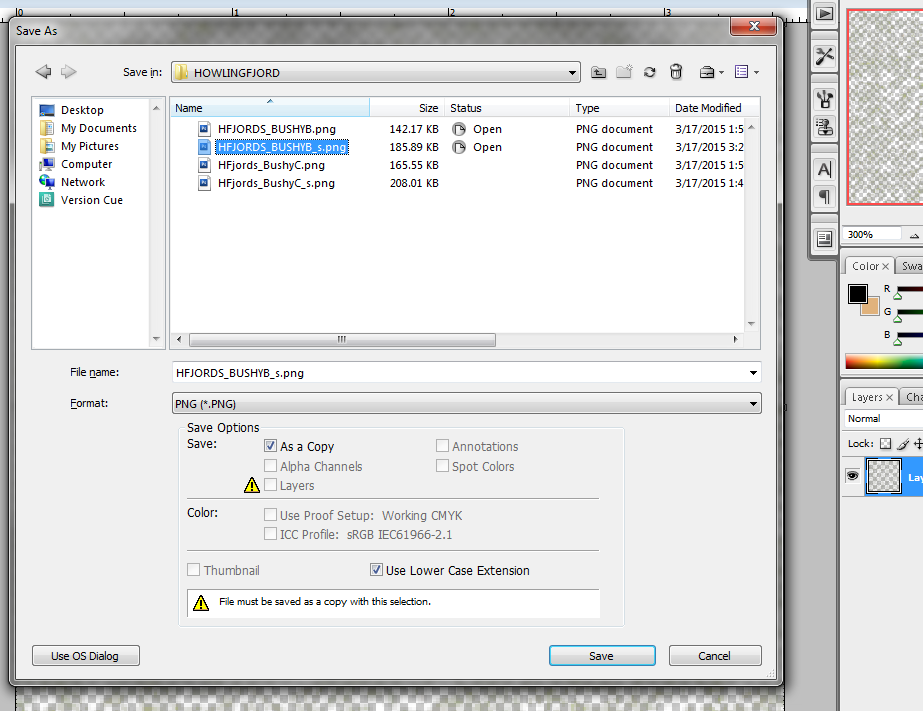 0 1 2 3
Save As
Save in: HOWLINGFJORD
Desktop
My Documents
My Pictures
Computer
Network
Version Cue
Name Size Status Type Date Modified
HFJORDS_BUSHYB.png 142.17 KB Open PNG document 3/17/2015 1:5
HFJORDS_BUSHYB_s.png 185.89 KB Open PNG document 3/17/2015 3:2
HFjords_BushyC.png 165.55 KB PNG document 3/17/2015 1:5
HFjords_BushyC_s.png 208.01 KB PNG document 3/17/2015 1:4
File name: HFJORDS_BUSHYB_s.png
Format: PNG (*.PNG)
Save Options
Save: As a Copy Annotations
Alpha Channels Spot Colors
Layers
Color: Use Proof Setup: Working CMYK
ICC Profile: sRGB IEC61966-2.1
Thumbnail Use Lower Case Extension
File must be saved as a copy with this selection.
Use OS Dialog Save Cancel
A
300%
Color Swa
R
G
B
Layers Cha
Normal
Lock:
Lay